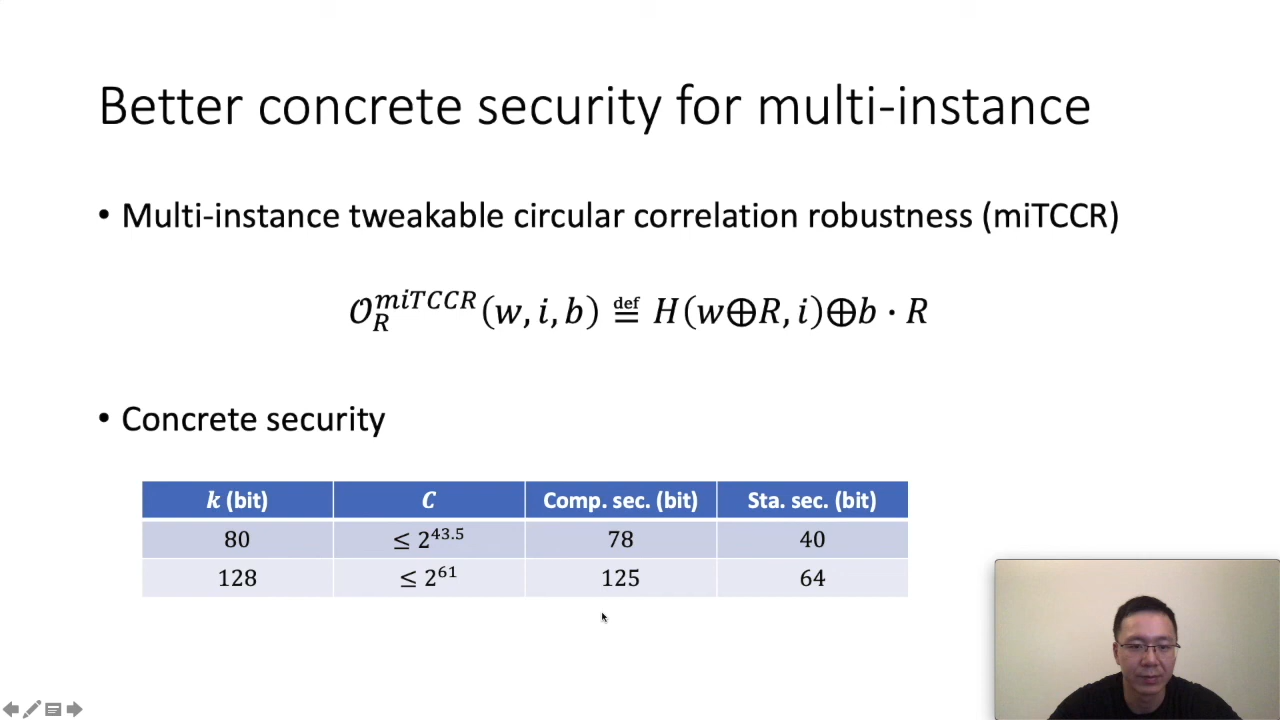 Better concrete security for multi-instance
• Multi-instance tweakable circular correlation robustness (miTCCR)
𝒪_R^{miTCCR}(w, i, b) ≝ H(w⊕R, i)⊕b · R
• Concrete security
k (bit) C Comp. sec. (bit) Sta. sec. (bit)
80 ≤ 2^{43.5} 78 40
128 ≤ 2^{61} 125 64